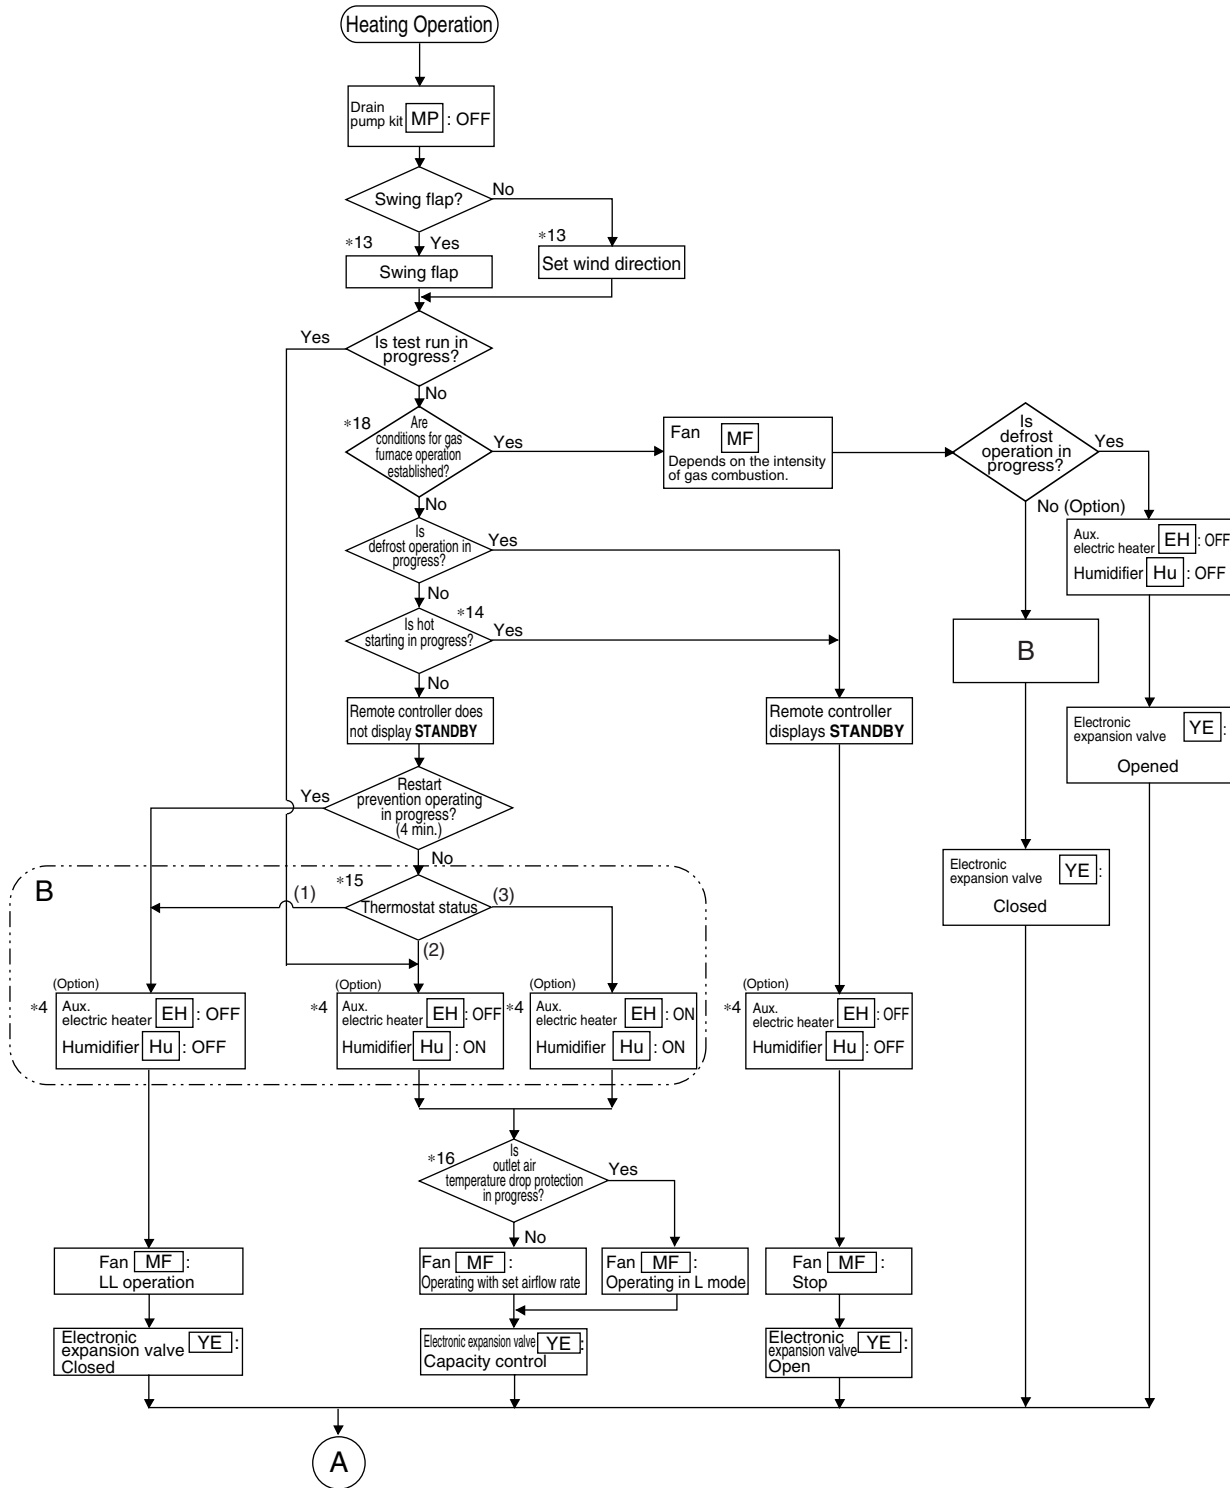 Heating Operation
Drain
pump kit MP : OFF
Swing flap?
No
*13
Yes
*13
Swing flap
Set wind direction
Yes
Is test run in
progress?
No
*18
Are
conditions for gas
furnace operation
established?
Yes
Fan MF
Depends on the intensity
of gas combustion.
Is
defrost
operation in
progress?
Yes
No
No (Option)
Is
defrost operation in
progress?
Yes
Aux.
electric heater EH : OFF
Humidifier Hu : OFF
No
*14
Is hot
starting in progress?
Yes
B
No
Remote controller does
not display STANDBY
Remote controller
displays STANDBY
Electronic
expansion valve YE :
Opened
Yes
Restart
prevention operating
in progress?
(4 min.)
No
B
*15
(1)
Thermostat status
(3)
(2)
Electronic
expansion valve YE :
Closed
(Option)
*4
Aux.
electric heater EH : OFF
Humidifier Hu : OFF
(Option)
*4
Aux.
electric heater EH : OFF
Humidifier Hu : ON
(Option)
*4
Aux.
electric heater EH : ON
Humidifier Hu : ON
(Option)
*4
Aux.
electric heater EH : OFF
Humidifier Hu : OFF
*16
Is
outlet air
temperature drop protection
in progress?
Yes
No
Fan MF :
LL operation
Fan MF :
Operating with set airflow rate
Fan MF :
Operating in L mode
Fan MF :
Stop
Electronic
expansion valve YE :
Closed
Electronic expansion valve YE :
Capacity control
Electronic
expansion valve YE :
Open
A